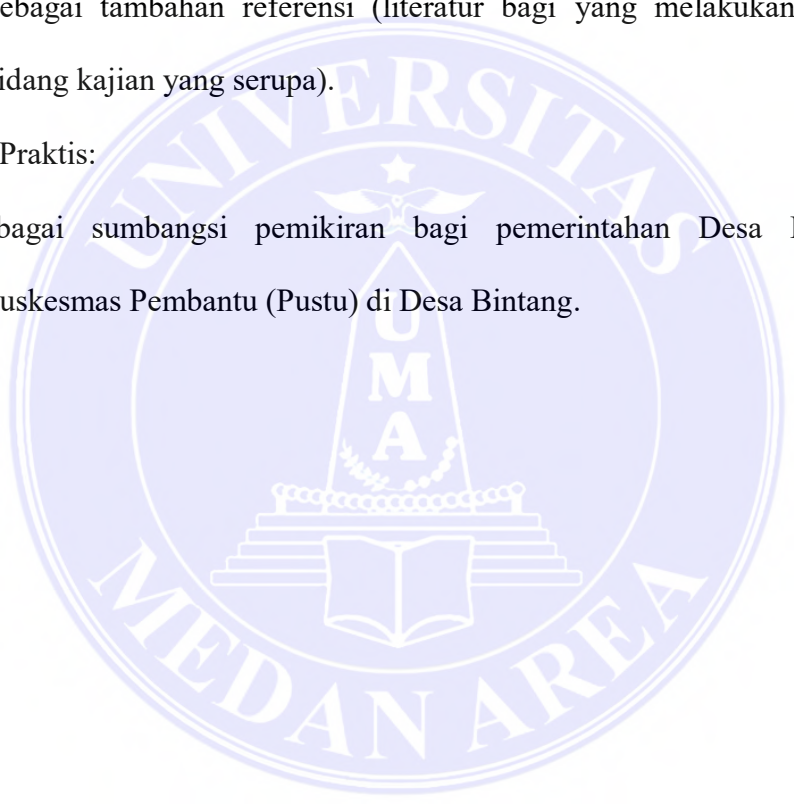 ebagai tambahan referensi (literatur bagi yang melakukan
idang kajian yang serupa).
Praktis:
bagai sumbangsi pemikiran bagi pemerintahan Desa
uskesmas Pembantu (Pustu) di Desa Bintang.
UNIVERSITAS
U
M
A
MEDAN AREA